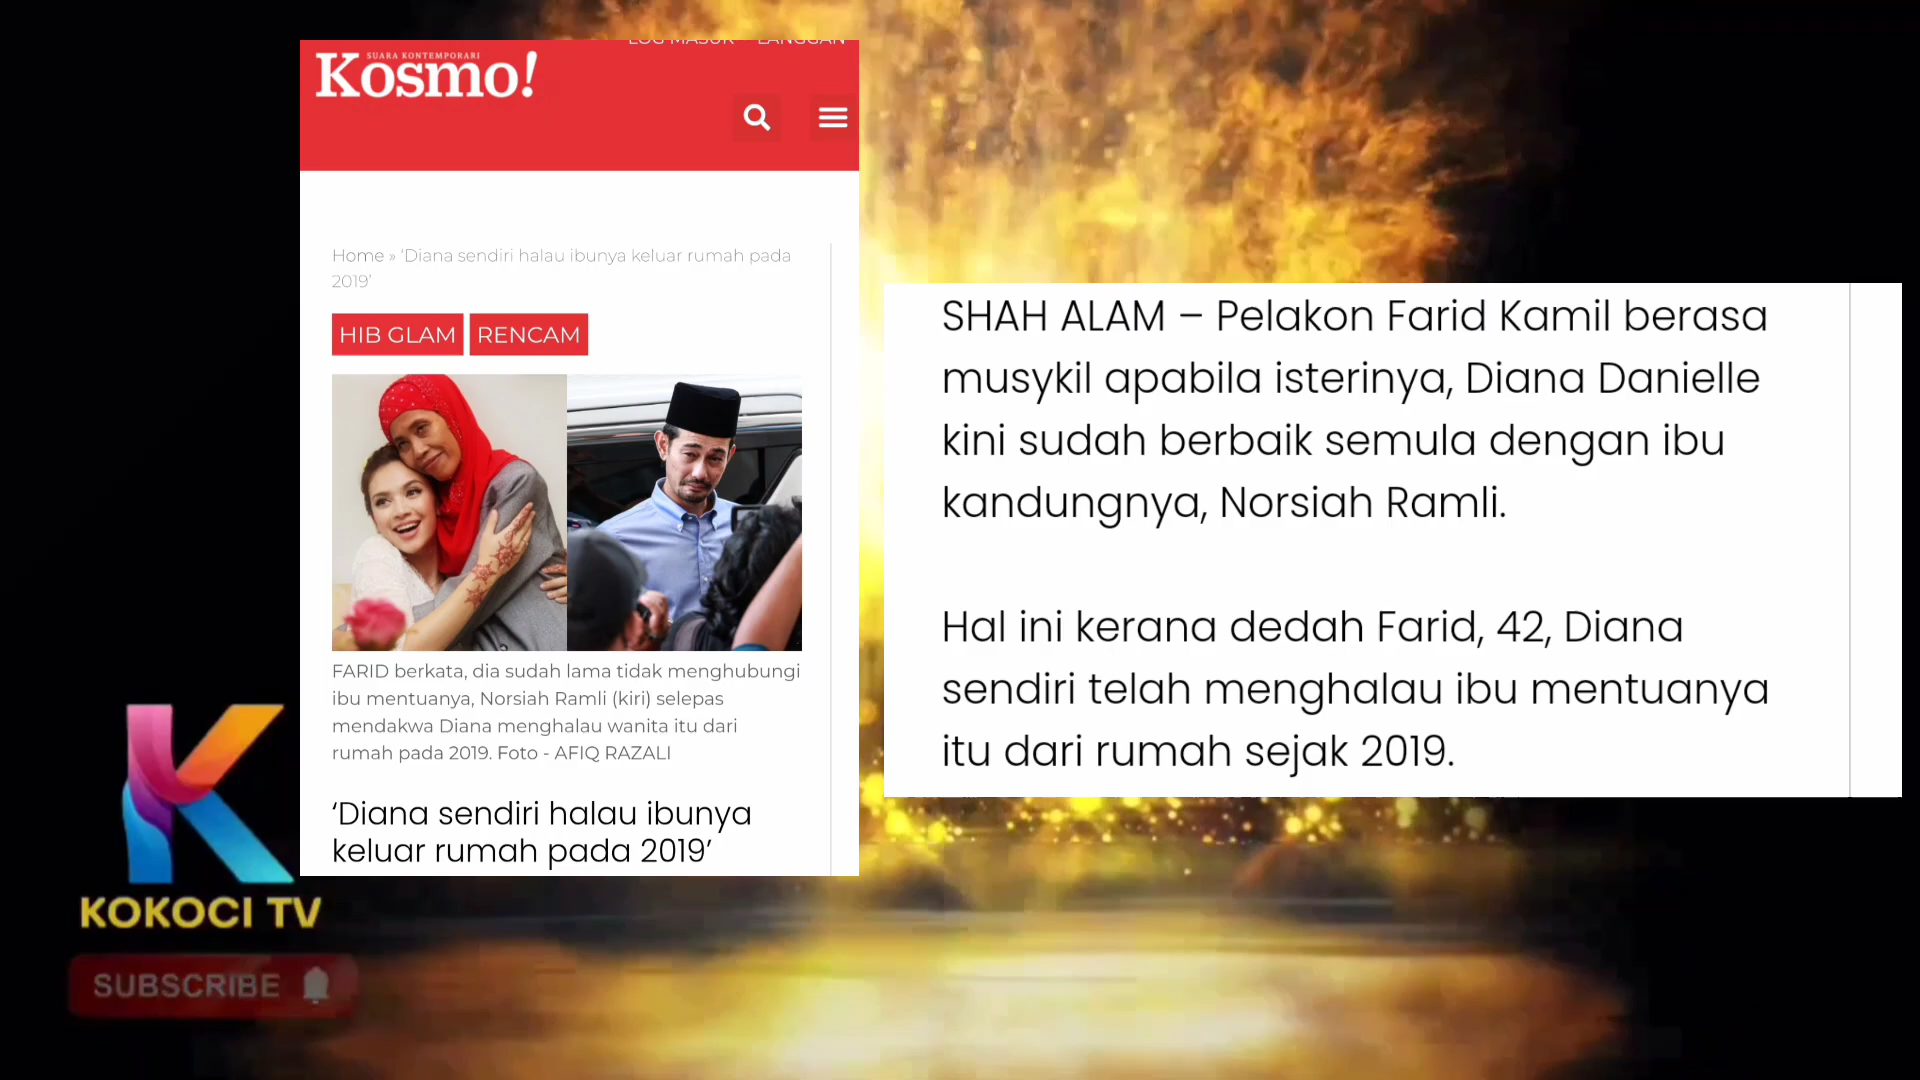 LOG MASUK LANGGAN
SUARA KONTEMPORARI
Kosmo!
Home » ‘Diana sendiri halau ibunya keluar rumah pada
2019’
HIB GLAM RENCAM
FARID berkata, dia sudah lama tidak menghubungi
ibu mentuanya, Norsiah Ramli (kiri) selepas
mendakwa Diana menghalau wanita itu dari
rumah pada 2019. Foto - AFIQ RAZALI
‘Diana sendiri halau ibunya
keluar rumah pada 2019’
SHAH ALAM – Pelakon Farid Kamil berasa
musykil apabila isterinya, Diana Danielle
kini sudah berbaik semula dengan ibu
kandungnya, Norsiah Ramli.
Hal ini kerana dedah Farid, 42, Diana
sendiri telah menghalau ibu mentuanya
itu dari rumah sejak 2019.
K
KOKOCI TV
SUBSCRIBE